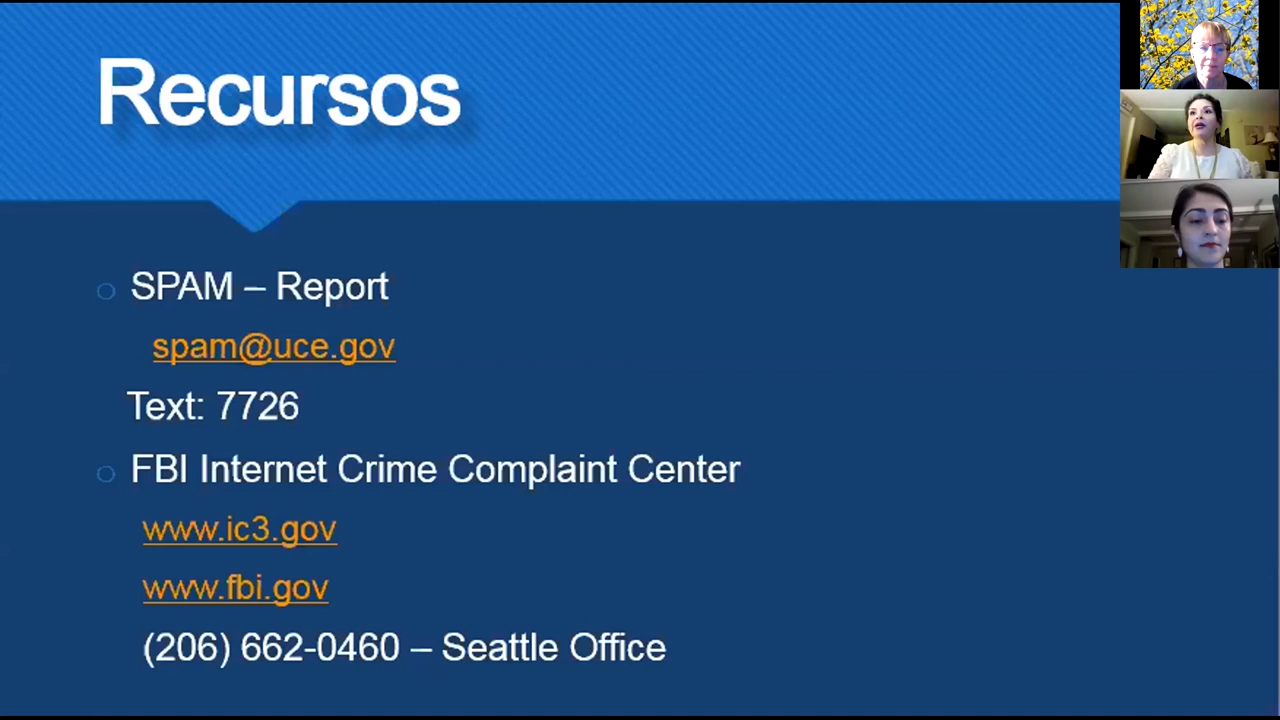 Recursos
SPAM – Report
spam@uce.gov
Text: 7726
FBI Internet Crime Complaint Center
www.ic3.gov
www.fbi.gov
(206) 662-0460 – Seattle Office